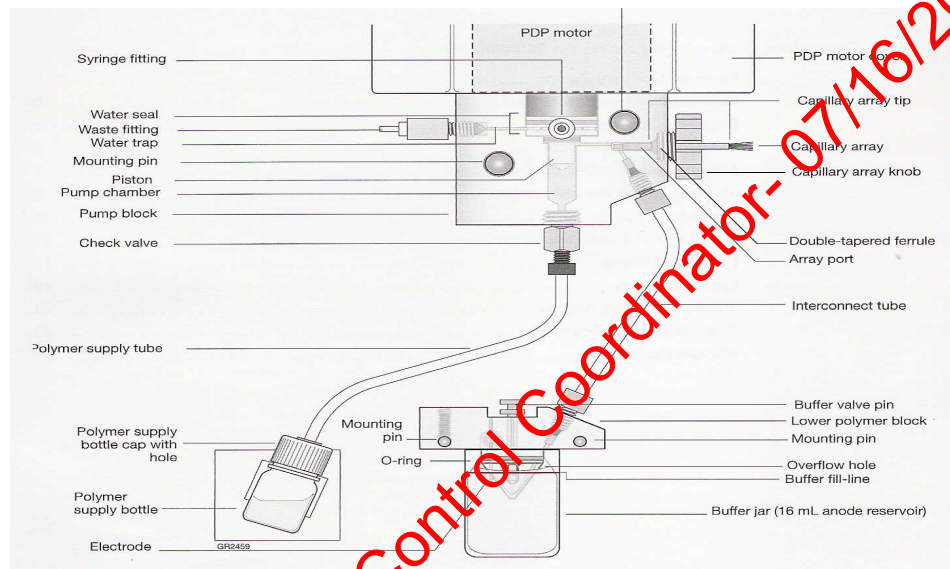 PDP motor
Syringe fitting
PDP motor
Capillary array tip
Water seal
Waste fitting
Water trap
Capillary array
Mounting pin
Capillary array knob
Piston
Pump chamber
Pump block
Check valve
Double-tapered ferrule
Array port
Interconnect tube
Polymer supply tube
Buffer valve pin
Lower polymer block
Mounting pin
Mounting
pin
Polymer supply
bottle cap with
hole
O-ring
Overflow hole
Buffer fill-line
Polymer
supply bottle
Buffer jar (16 mL anode reservoir)
Electrode
GR2459
Control Coordinator- 07/16/20